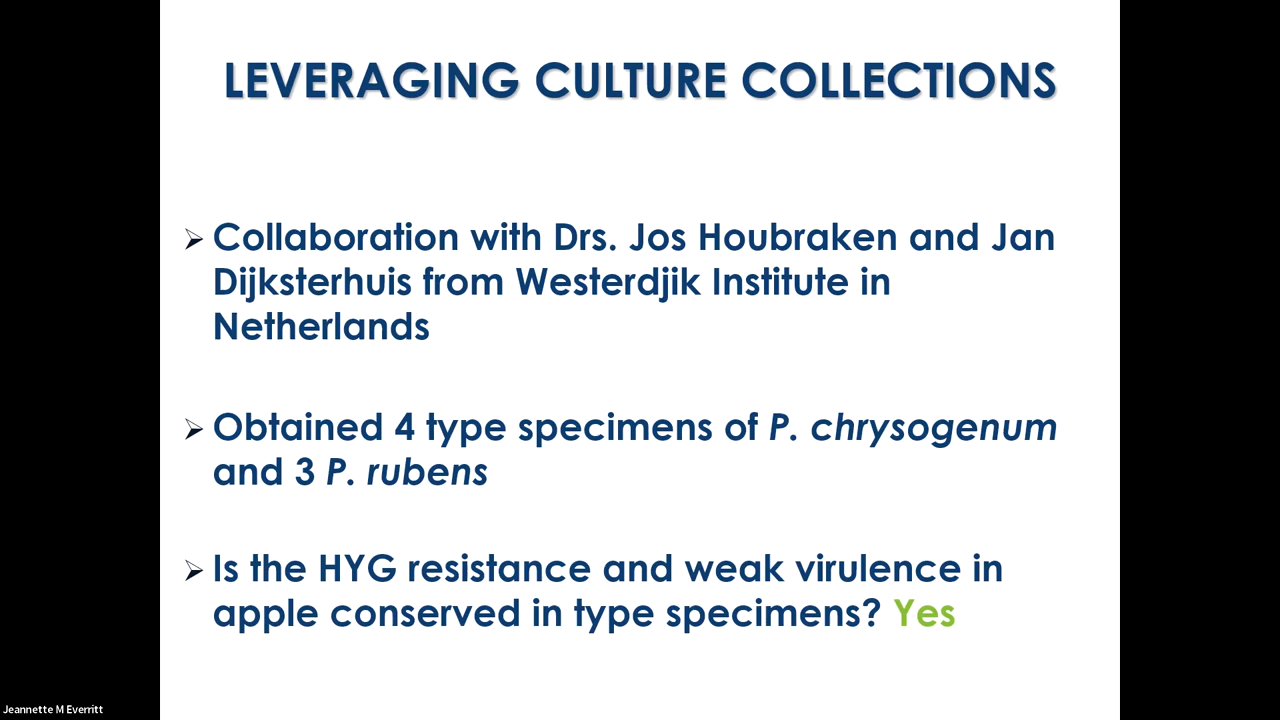 LEVERAGING CULTURE COLLECTIONS
Collaboration with Drs. Jos Houbraken and Jan
Dijksterhuis from Westerdjik Institute in
Netherlands
Obtained 4 type specimens of P. chrysogenum
and 3 P. rubens
Is the HYG resistance and weak virulence in
apple conserved in type specimens? Yes
Jeannette M Everritt